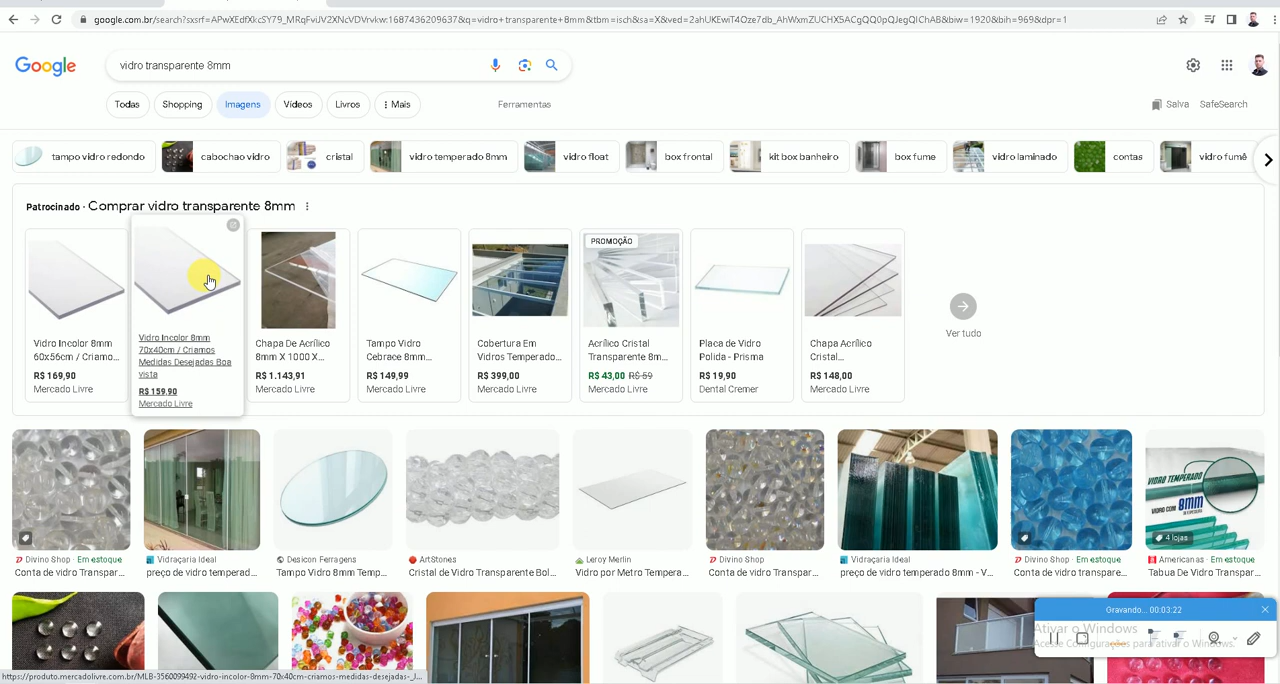 google.com.br/search?sxsrf=APwXEdfXkcSY79_MRqFviJV2XNcVDVrvkw:1687436209637&q=vidro+transparente+8mm&tbm=isch&sa=X&ved=2ahUKEwiT4Oze7db_AhWxmZUCHX5ACgQQ0pQJegQIChAB&biw=1920&bih=969&dpr=1
Google
vidro transparente 8mm
Todas
Shopping
Imagens
Vídeos
Livros
Mais
Ferramentas
Salva
SafeSearch
tampo vidro redondo
cabochao vidro
cristal
vidro temperado 8mm
vidro float
box frontal
kit box banheiro
box fume
vidro laminado
contas
vidro fumê
Patrocinado · Comprar vidro transparente 8mm
Vidro Incolor 8mm
60x56cm / Criamo...
R$ 169,90
Mercado Livre
Vidro Incolor 8mm
70x40cm / Criamos
Medidas Desejadas Boa
vista
R$ 159,90
Mercado Livre
Chapa De Acrílico
8mm X 1000 X...
R$ 1.143,91
Mercado Livre
Tampo Vidro
Cebrace 8mm...
R$ 149,99
Mercado Livre
Cobertura Em
Vidros Temperado...
R$ 399,00
Mercado Livre
PROMOÇÃO
Acrílico Cristal
Transparente 8m...
R$ 43,00 R$ 59
Mercado Livre
Placa de Vidro
Polida - Prisma
R$ 19,90
Dental Cremer
Chapa Acrílico
Cristal...
R$ 148,00
Mercado Livre
Ver tudo
Divino Shop · Em estoque
Conta de vidro Transpar...
Vidraçaria Ideal
preço de vidro temperad...
Desicon Ferragens
Tampo Vidro 8mm Temp...
ArtStones
Cristal de Vidro Transparente Bol...
Leroy Merlin
Vidro por Metro Tempera...
Divino Shop
Conta de vidro Transpar...
Vidraçaria Ideal
preço de vidro temperado 8mm - V...
Divino Shop · Em estoque
Conta de vidro transpare...
VIDRO TEMPERADO
VIDRO COM 8MM
4 lojas
Americanas · Em estoque
Tabua De Vidro Transpar...
Gravando... 00:03:22
Ativar o Windows
Acesse Configurações para ativar o Windows.
https://produto.mercadolivre.com.br/MLB-3560099492-vidro-incolor-8mm-70x40cm-criamos-medidas-desejadas-_J...